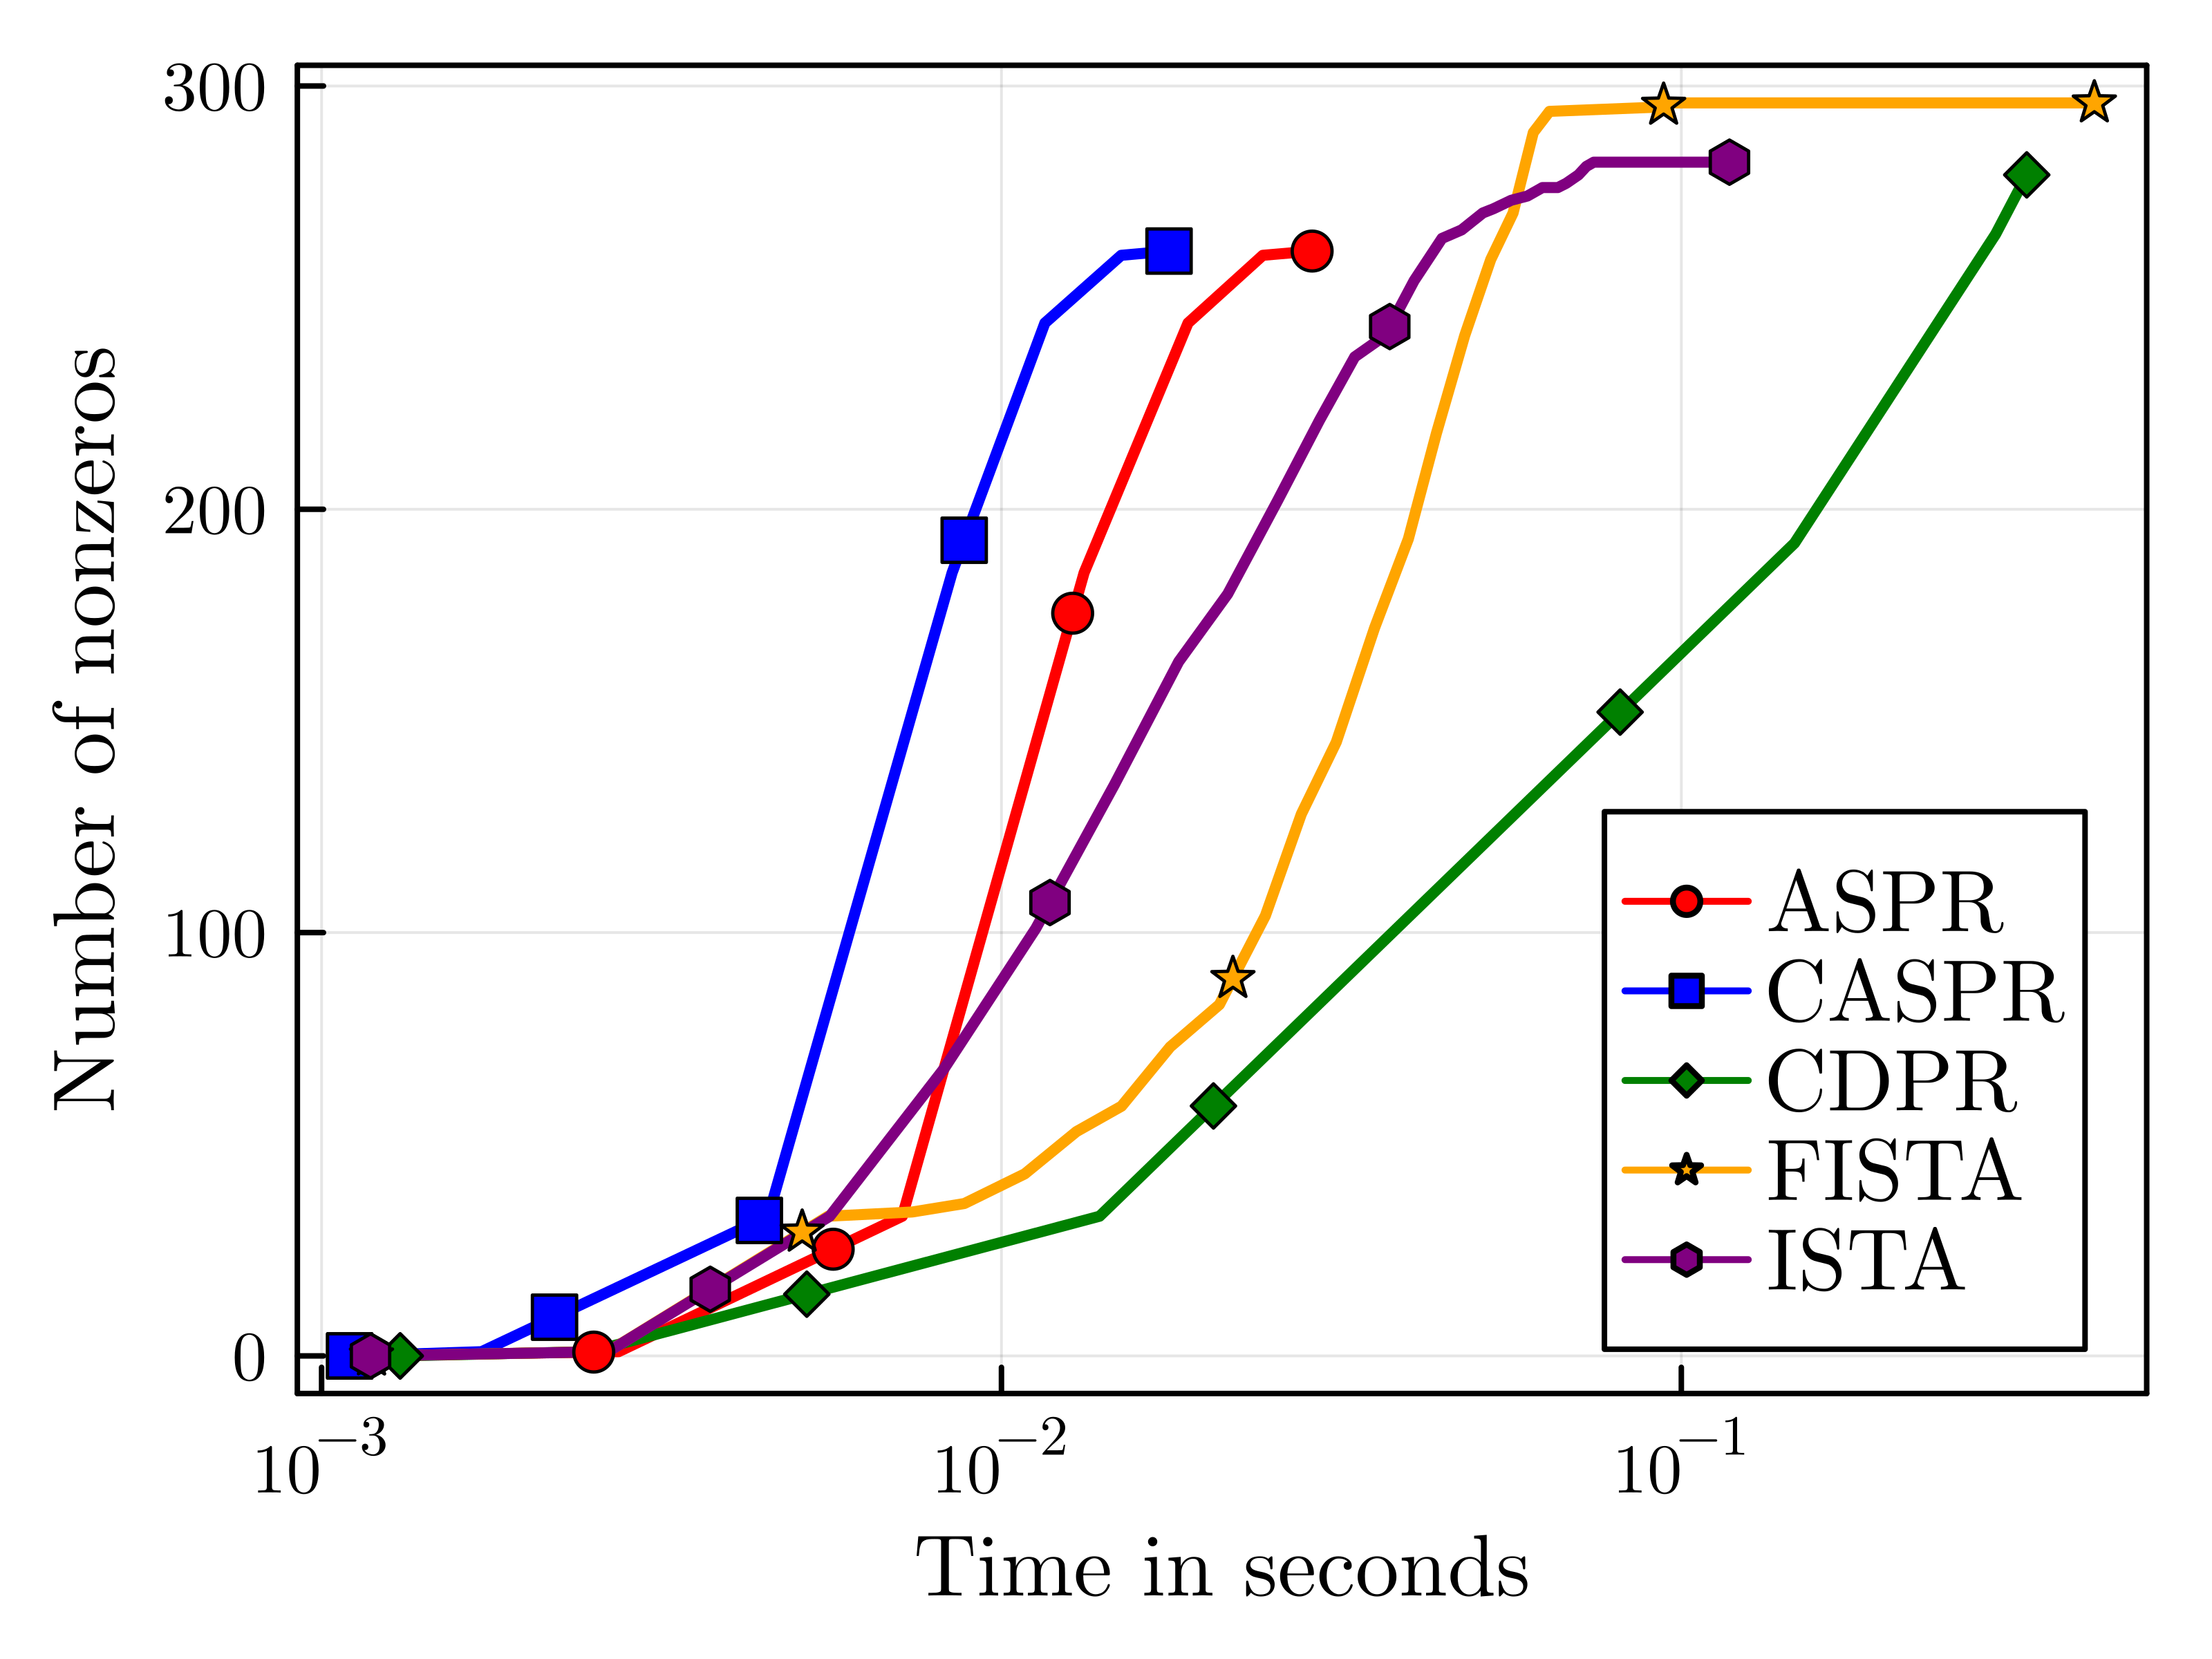 300
200
100
0
Number of nonzeros
10⁻³
10⁻²
10⁻¹
Time in seconds
ASPR
CASPR
CDPR
FISTA
ISTA